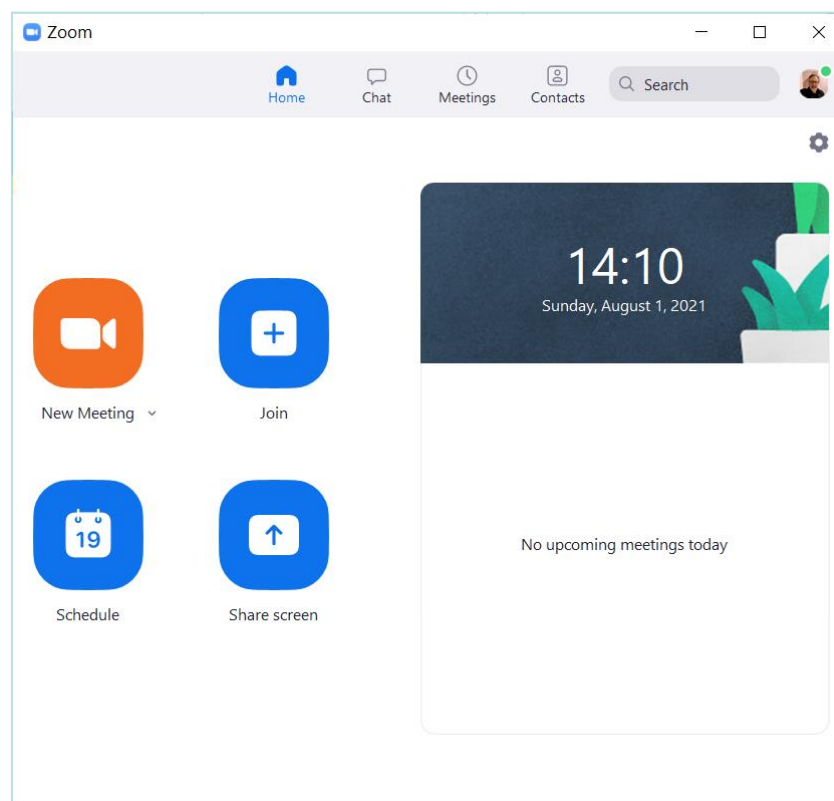 Zoom
Home Chat Meetings Contacts Search
14:10
Sunday, August 1, 2021
New Meeting Join
19
Schedule Share screen
No upcoming meetings today